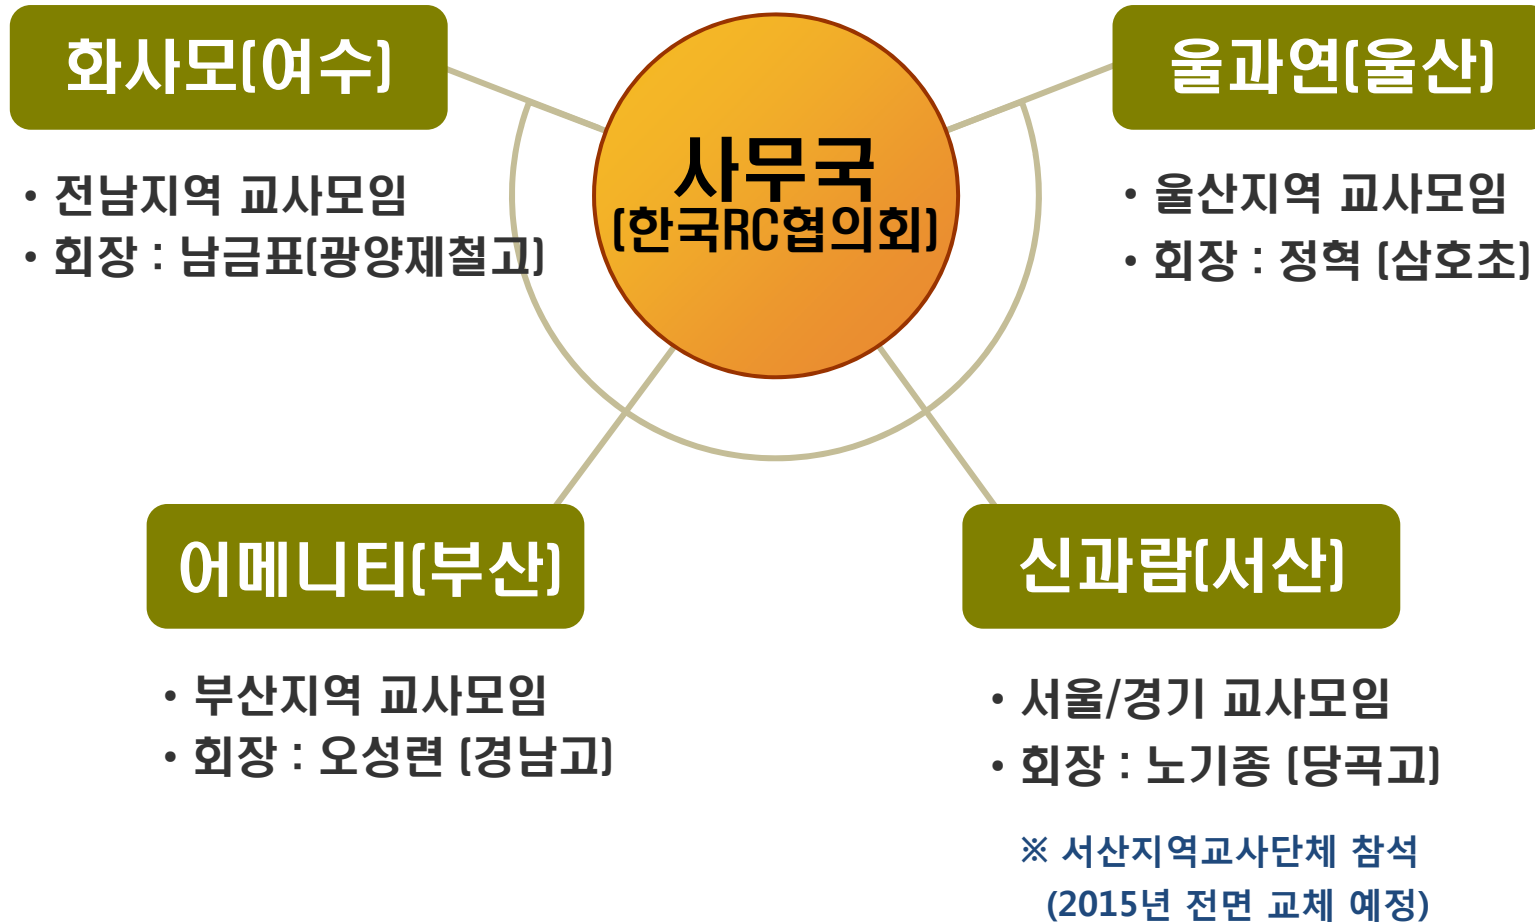 화사모(여수)
• 전남지역 교사모임
• 회장 : 남금표(광양제철고)
사무국
(한국RC협의회)
울과연(울산)
• 울산지역 교사모임
• 회장 : 정혁 (삼호초)
어메니티(부산)
• 부산지역 교사모임
• 회장 : 오성련 (경남고)
신과람(서산)
• 서울/경기 교사모임
• 회장 : 노기종 (당곡고)
※ 서산지역교사단체 참석
(2015년 전면 교체 예정)